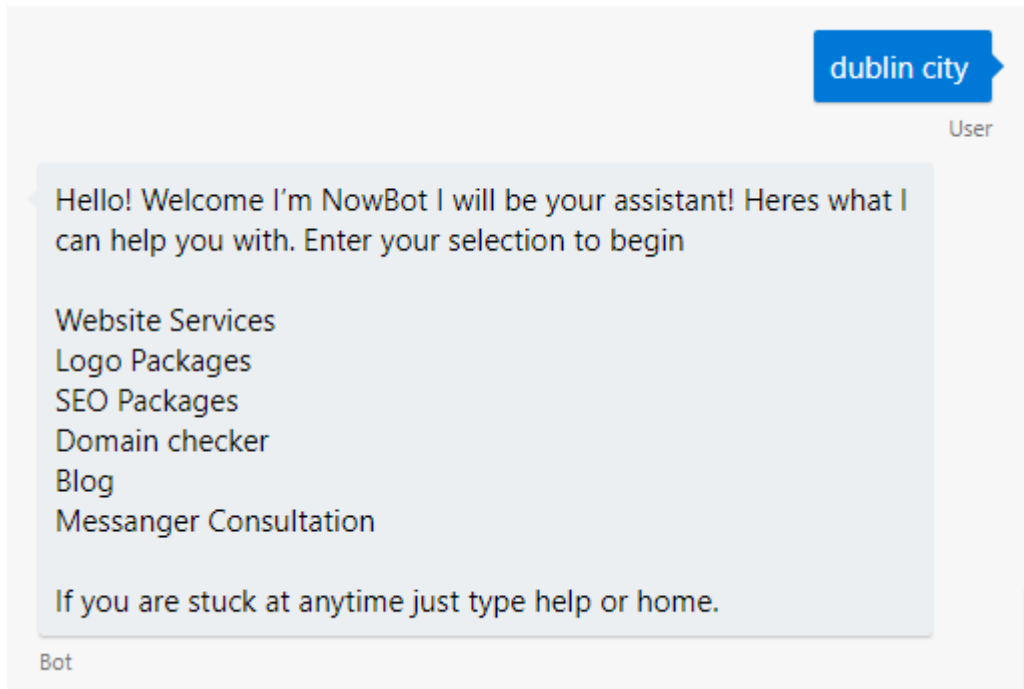 dublin city
User
Hello! Welcome I'm NowBot I will be your assistant! Heres what I
can help you with. Enter your selection to begin
Website Services
Logo Packages
SEO Packages
Domain checker
Blog
Messanger Consultation
If you are stuck at anytime just type help or home.
Bot